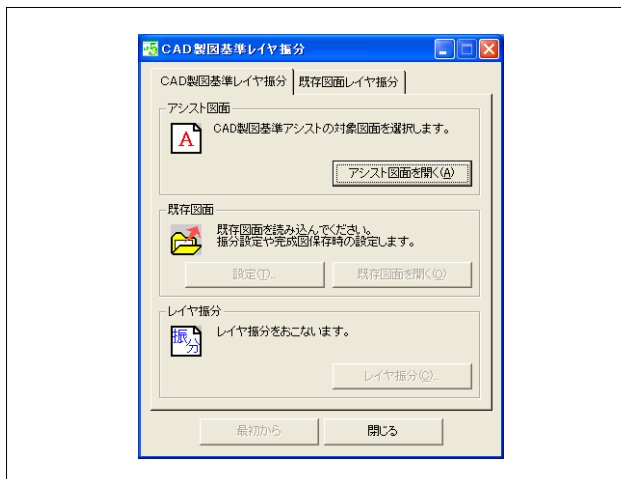 CAD製図基準レイヤ振分
CAD製図基準レイヤ振分 既存図面レイヤ振分
アシスト図面
A
CAD製図基準アシストの対象図面を選択します。
アシスト図面を開く(A)
既存図面
既存図面を読み込んでください。
振分設定や完成図保存時の設定します。
設定(T)... 既存図面を開く(O)
レイヤ振分
振分
レイヤ振分をおこないます。
レイヤ振分(C)...
最初から 閉じる